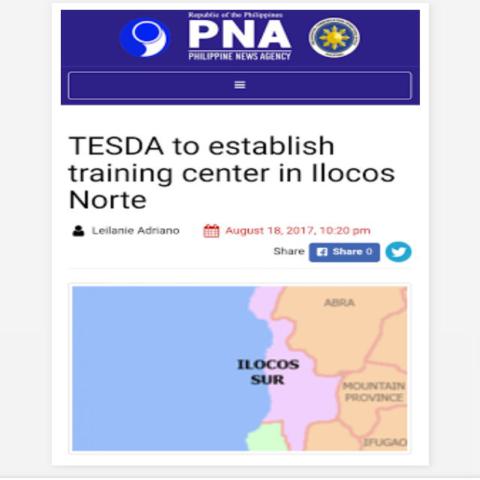 Republic of the Philippines
PNA
PHILIPPINE NEWS AGENCY
TESDA to establish
training center in Ilocos
Norte
Leilanie Adriano
August 18, 2017, 10:20 pm
Share
Share 0
ABRA
ILOCOS
SUR
MOUNTAIN
PROVINCE
IFUGAO